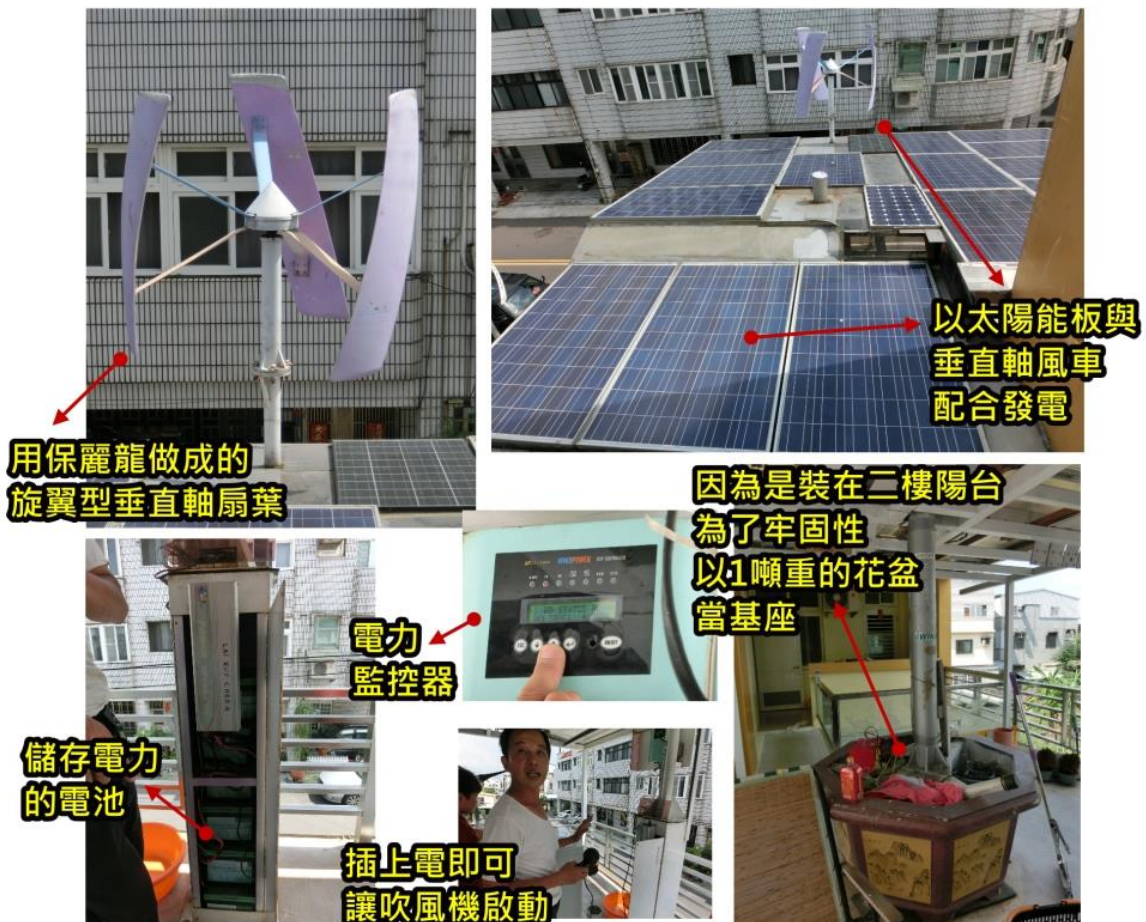 用保麗龍做成的
旋翼型垂直軸扇葉
以太陽能板與
垂直軸風車
配合發電
因為是裝在二樓陽台
為了牢固性
以1噸重的花盆
當基座
電力
監控器
儲存電力
的電池
插上電即可
讓吹風機啟動